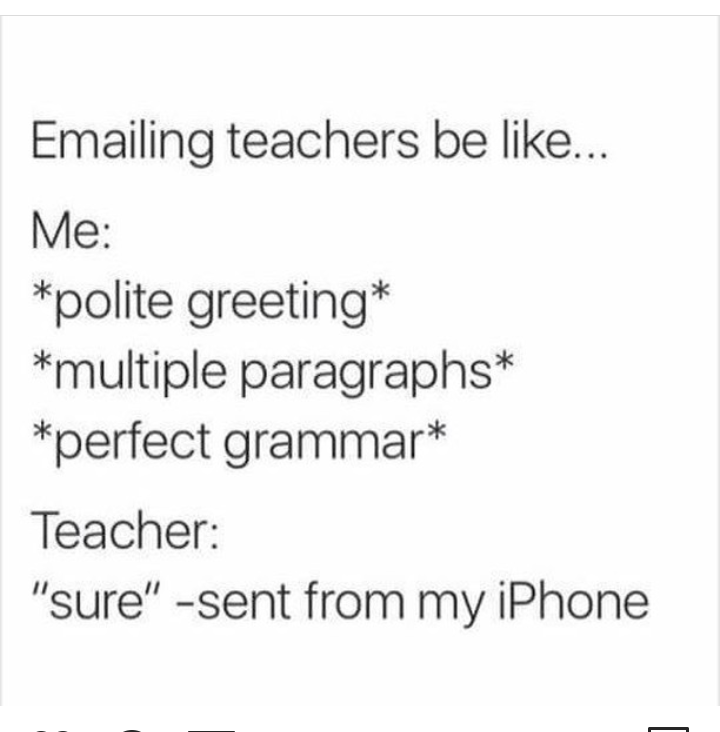 Emailing teachers be like...
Me:
*polite greeting*
*multiple paragraphs*
*perfect grammar*
Teacher:
"sure" -sent from my iPhone